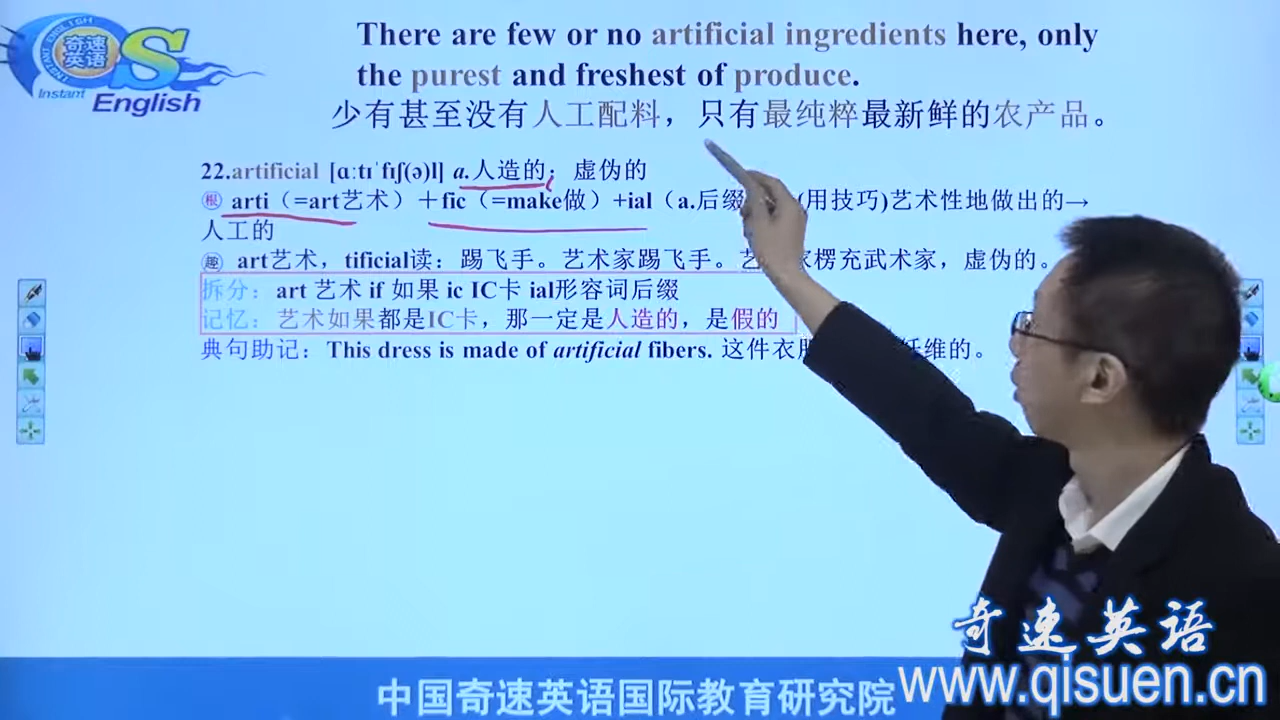 奇速英语
INSTANT ENGLISH
QS
Instant
English
There are few or no artificial ingredients here, only
the purest and freshest of produce.
少有甚至没有人工配料，只有最纯粹最新鲜的农产品。
22.artificial [ɑːtɪˈfɪʃ(ə)l] a.人造的；虚伪的
根 arti（=art艺术）＋fic（=make做）+ial（a.后缀 (用技巧)艺术性地做出的→
人工的
趣 art艺术，tificial读：踢飞手。艺术家踢飞手。艺 家楞充武术家，虚伪的。
拆分：art 艺术 if 如果 ic IC卡 ial形容词后缀
记忆：艺术如果都是IC卡，那一定是人造的，是假的
典句助记：This dress is made of artificial fibers. 这件衣 纤维的。
奇速英语
www.qisuen.cn
中国奇速英语国际教育研究院